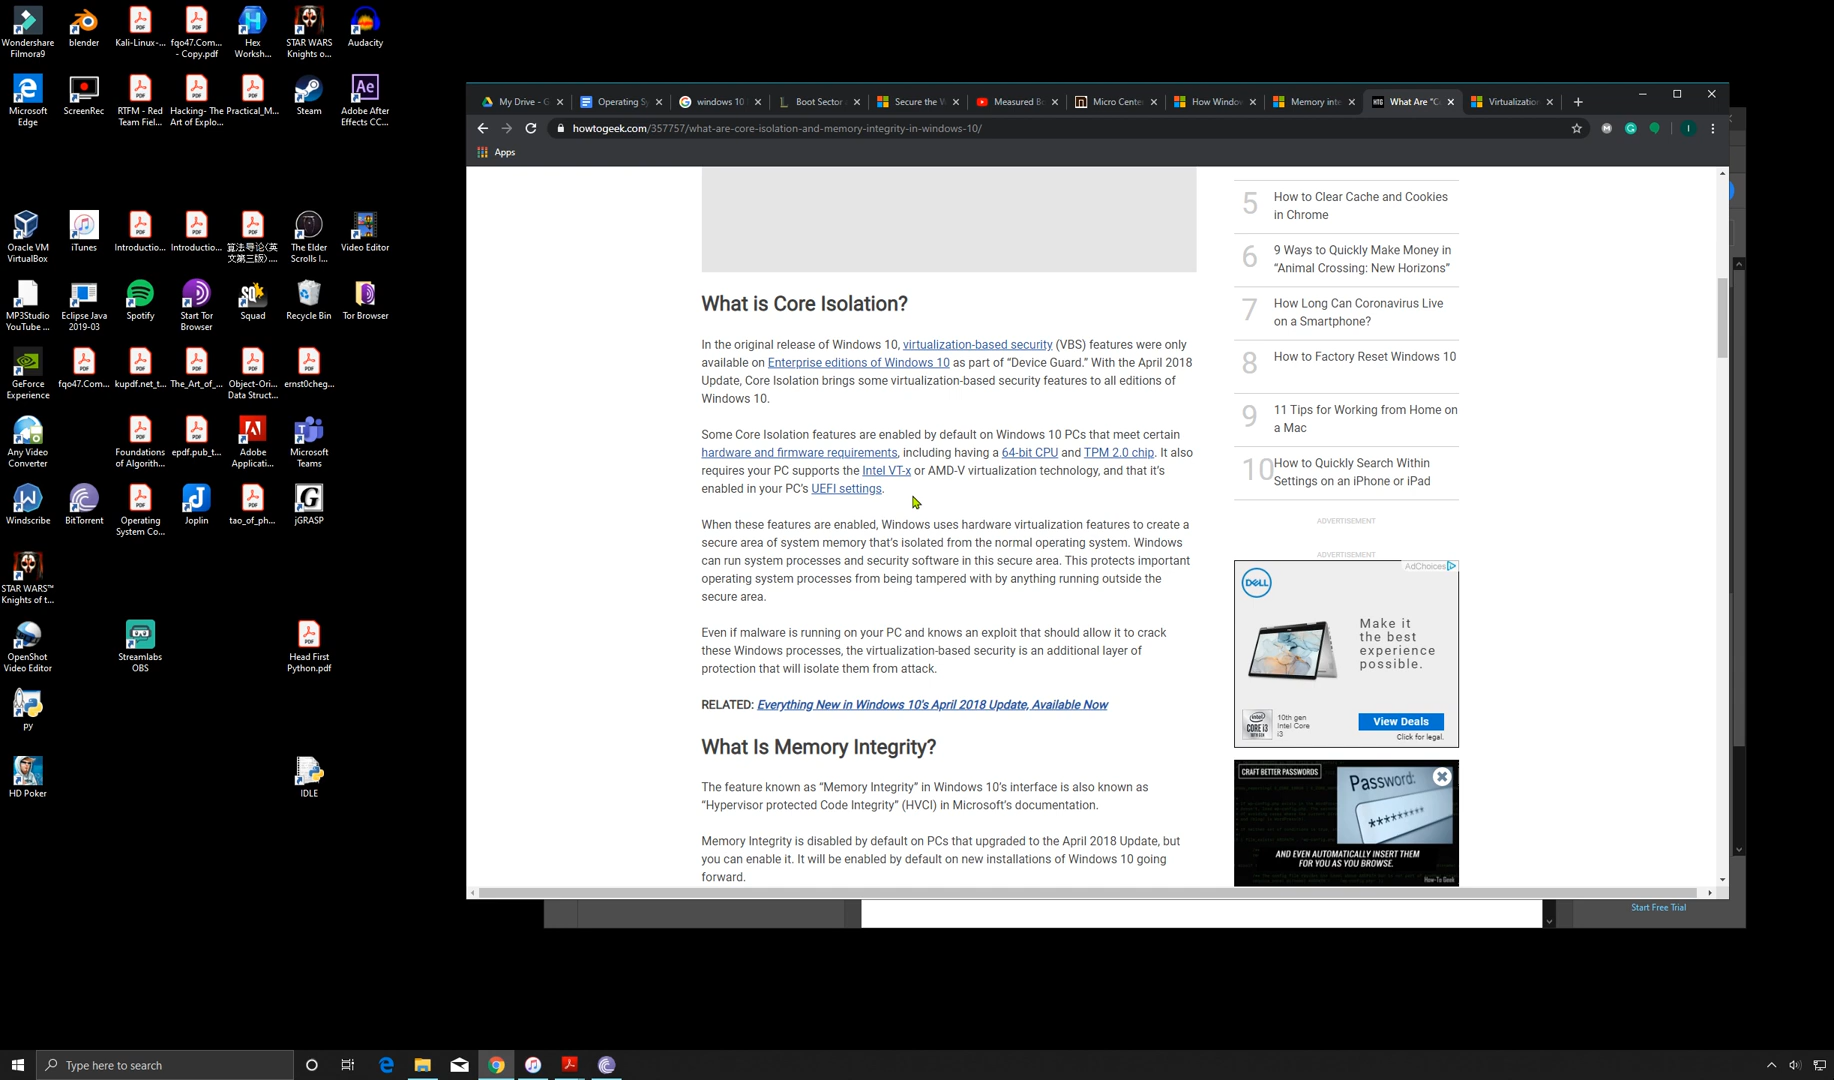 Wondershare Filmora9
blender
Kali-Linux-...
fqo47.Com... - Copy.pdf
Hex Worksh...
STAR WARS Knights o...
Audacity
Microsoft Edge
ScreenRec
RTFM - Red Team Fiel...
Hacking- The Art of Explo...
Practical_M...
Steam
Adobe After Effects CC...
Oracle VM VirtualBox
iTunes
Introductio...
Introductio...
算法导论(英文第三版)....
The Elder Scrolls I...
Video Editor
MP3Studio YouTube ...
Eclipse Java 2019-03
Spotify
Start Tor Browser
Squad
Recycle Bin
Tor Browser
GeForce Experience
fqo47.Com...
kupdf.net_t...
The_Art_of_...
Object-Ori... Data Struct...
ernst0cheg...
Any Video Converter
Foundations of Algorith...
epdf.pub_t...
Adobe Applicati...
Microsoft Teams
Windscribe
BitTorrent
Operating System Co...
Joplin
tao_of_ph...
jGRASP
STAR WARS™ Knights of t...
OpenShot Video Editor
Streamlabs OBS
Head First Python.pdf
py
HD Poker
IDLE
My Drive - G
Operating S
windows 10
Boot Sector
Secure the W
Measured B
Micro Cente
How Window
Memory inte
What Are "C
Virtualization
howtogeek.com/357757/what-are-core-isolation-and-memory-integrity-in-windows-10/
Apps
What is Core Isolation?
In the original release of Windows 10, virtualization-based security (VBS) features were only
available on Enterprise editions of Windows 10 as part of “Device Guard.” With the April 2018
Update, Core Isolation brings some virtualization-based security features to all editions of
Windows 10.
Some Core Isolation features are enabled by default on Windows 10 PCs that meet certain
hardware and firmware requirements, including having a 64-bit CPU and TPM 2.0 chip. It also
requires your PC supports the Intel VT-x or AMD-V virtualization technology, and that it’s
enabled in your PC’s UEFI settings.
When these features are enabled, Windows uses hardware virtualization features to create a
secure area of system memory that’s isolated from the normal operating system. Windows
can run system processes and security software in this secure area. This protects important
operating system processes from being tampered with by anything running outside the
secure area.
Even if malware is running on your PC and knows an exploit that should allow it to crack
these Windows processes, the virtualization-based security is an additional layer of
protection that will isolate them from attack.
RELATED: Everything New in Windows 10’s April 2018 Update, Available Now
What Is Memory Integrity?
The feature known as “Memory Integrity” in Windows 10’s interface is also known as
“Hypervisor protected Code Integrity” (HVCI) in Microsoft’s documentation.
Memory Integrity is disabled by default on PCs that upgraded to the April 2018 Update, but
you can enable it. It will be enabled by default on new installations of Windows 10 going
forward.
5 How to Clear Cache and Cookies
in Chrome
6 9 Ways to Quickly Make Money in
“Animal Crossing: New Horizons”
7 How Long Can Coronavirus Live
on a Smartphone?
8 How to Factory Reset Windows 10
9 11 Tips for Working from Home on
a Mac
10 How to Quickly Search Within
Settings on an iPhone or iPad
ADVERTISEMENT
ADVERTISEMENT
AdChoices
DELL
Make it
the best
experience
possible.
intel
CORE i3
10th gen
Intel Core
i3
View Deals
Click for legal.
CRAFT BETTER PASSWORDS
Password:
*********
AND EVEN AUTOMATICALLY INSERT THEM
FOR YOU AS YOU BROWSE.
How-To Geek
Start Free Trial
Type here to search